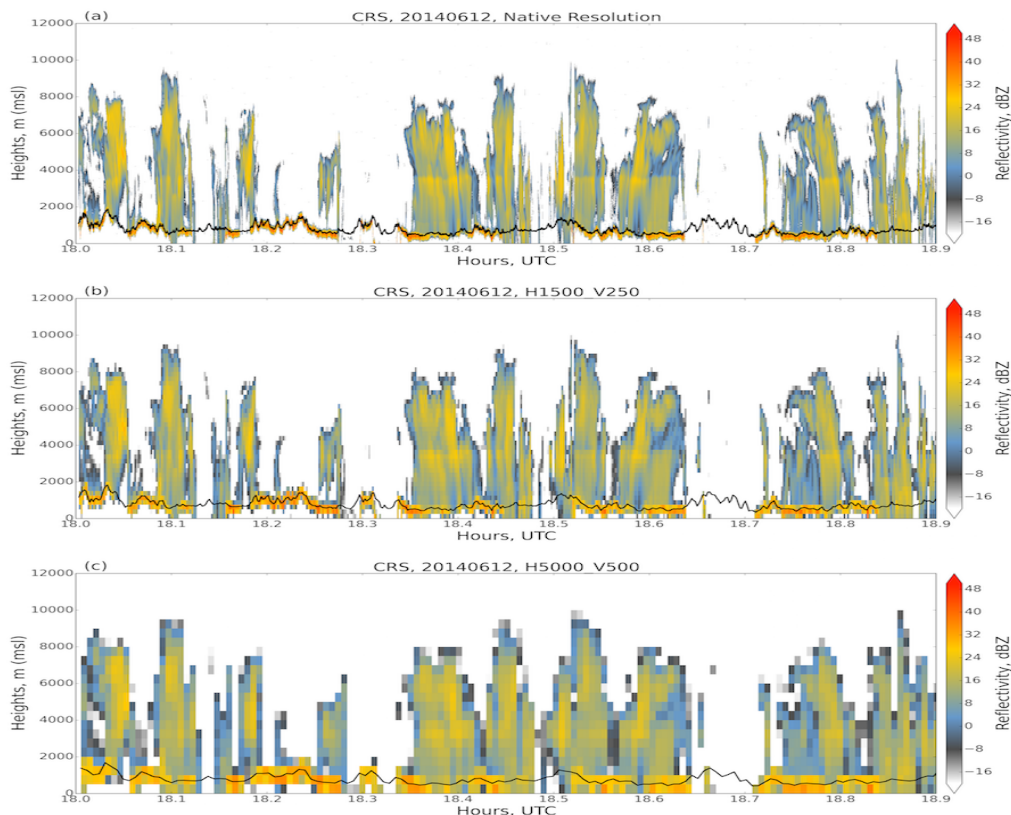 (a)
CRS, 20140612, Native Resolution
12000
10000
8000
6000
4000
2000
0
Heights, m (msl)
18.0 18.1 18.2 18.3 18.4 18.5 18.6 18.7 18.8 18.9
Hours, UTC
48
40
32
24
16
8
0
−8
−16
Reflectivity, dBZ
(b)
CRS, 20140612, H1500_V250
12000
10000
8000
6000
4000
2000
0
Heights, m (msl)
18.0 18.1 18.2 18.3 18.4 18.5 18.6 18.7 18.8 18.9
Hours, UTC
48
40
32
24
16
8
0
−8
−16
Reflectivity, dBZ
(c)
CRS, 20140612, H5000_V500
12000
10000
8000
6000
4000
2000
0
Heights, m (msl)
18.0 18.1 18.2 18.3 18.4 18.5 18.6 18.7 18.8 18.9
Hours, UTC
48
40
32
24
16
8
0
−8
−16
Reflectivity, dBZ